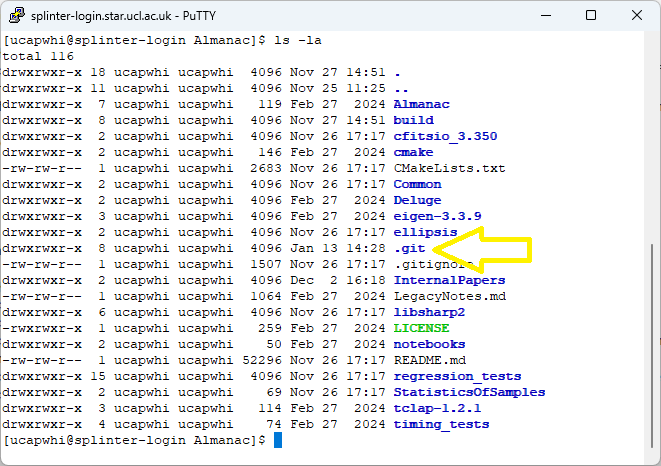 splinter-login.star.ucl.ac.uk - PuTTY
[ucapwhi@splinter-login Almanac]$ ls -la
total 116
drwxrwxr-x 18 ucapwhi ucapwhi  4096 Nov 27 14:51 .
drwxrwxr-x 11 ucapwhi ucapwhi  4096 Nov 25 11:25 ..
drwxrwxr-x  7 ucapwhi ucapwhi   119 Feb 27  2024 Almanac
drwxrwxr-x  8 ucapwhi ucapwhi  4096 Nov 27 14:51 build
drwxrwxr-x  2 ucapwhi ucapwhi  4096 Nov 26 17:17 cfitsio_3.350
drwxrwxr-x  2 ucapwhi ucapwhi   146 Feb 27  2024 cmake
-rw-rw-r--  1 ucapwhi ucapwhi  2683 Nov 26 17:17 CMakeLists.txt
drwxrwxr-x  2 ucapwhi ucapwhi  4096 Nov 26 17:17 Common
drwxrwxr-x  2 ucapwhi ucapwhi  4096 Feb 27  2024 Deluge
drwxrwxr-x  3 ucapwhi ucapwhi  4096 Feb 27  2024 eigen-3.3.9
drwxrwxr-x  2 ucapwhi ucapwhi  4096 Nov 26 17:17 ellipsis
drwxrwxr-x  8 ucapwhi ucapwhi  4096 Jan 13 14:28 .git
-rw-rw-r--  1 ucapwhi ucapwhi  1507 Nov 26 17:17 .gitignore
drwxrwxr-x  2 ucapwhi ucapwhi  4096 Dec  2 16:18 InternalPapers
-rw-rw-r--  1 ucapwhi ucapwhi  1064 Feb 27  2024 LegacyNotes.md
drwxrwxr-x  6 ucapwhi ucapwhi  4096 Nov 26 17:17 libsharp2
-rwxrwxr-x  1 ucapwhi ucapwhi   259 Feb 27  2024 LICENSE
drwxrwxr-x  2 ucapwhi ucapwhi    50 Feb 27  2024 notebooks
-rw-rw-r--  1 ucapwhi ucapwhi 52296 Nov 26 17:17 README.md
drwxrwxr-x 15 ucapwhi ucapwhi  4096 Nov 26 17:17 regression_tests
drwxrwxr-x  2 ucapwhi ucapwhi    69 Nov 26 17:17 StatisticsOfSamples
drwxrwxr-x  3 ucapwhi ucapwhi   114 Feb 27  2024 tclap-1.2.1
drwxrwxr-x  4 ucapwhi ucapwhi    74 Feb 27  2024 timing_tests
[ucapwhi@splinter-login Almanac]$